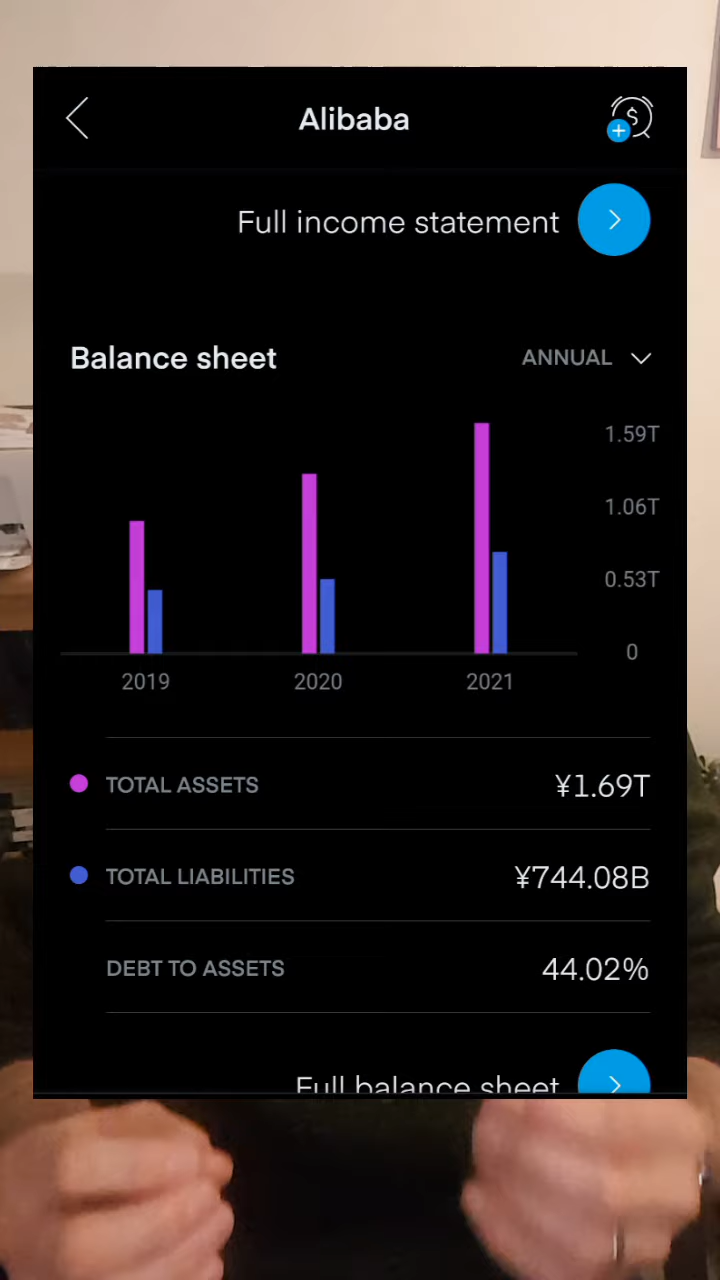 Alibaba
Full income statement
Balance sheet
ANNUAL
1.59T
1.06T
0.53T
0
2019 2020 2021
TOTAL ASSETS ¥1.69T
TOTAL LIABILITIES ¥744.08B
DEBT TO ASSETS 44.02%
Full balance sheet